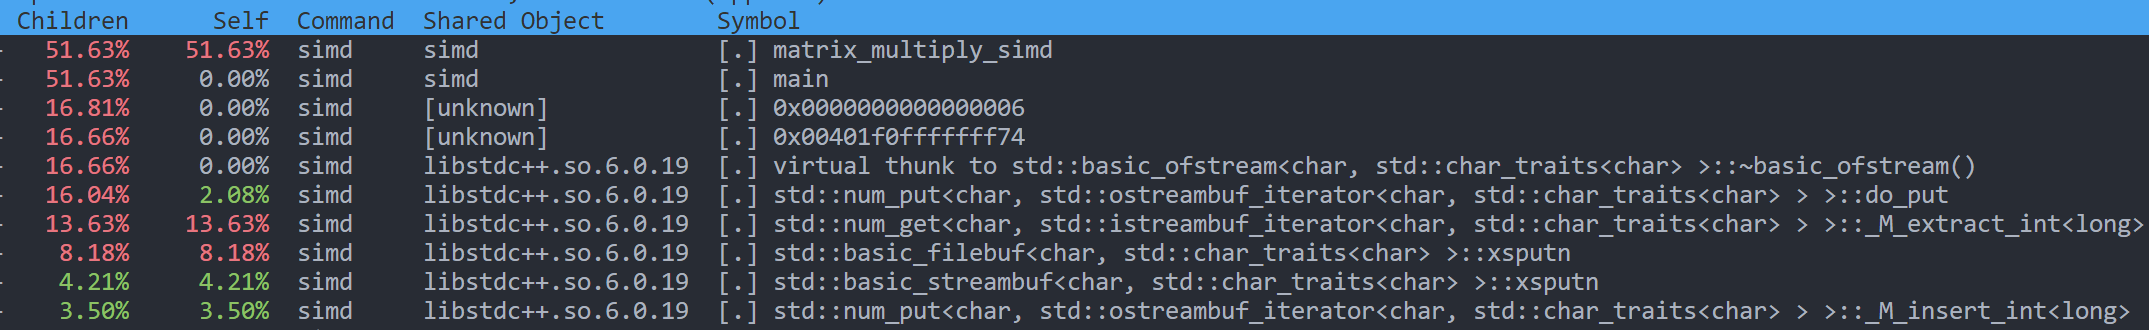 Children Self Command Shared Object Symbol
51.63% 51.63% simd simd [.] matrix_multiply_simd
51.63% 0.00% simd simd [.] main
16.81% 0.00% simd [unknown] [.] 0x0000000000000006
16.66% 0.00% simd [unknown] [.] 0x00401f0fffffff74
16.66% 0.00% simd libstdc++.so.6.0.19 [.] virtual thunk to std::basic_ofstream<char, std::char_traits<char> >::~basic_ofstream()
16.04% 2.08% simd libstdc++.so.6.0.19 [.] std::num_put<char, std::ostreambuf_iterator<char, std::char_traits<char> > >::do_put
13.63% 13.63% simd libstdc++.so.6.0.19 [.] std::num_get<char, std::istreambuf_iterator<char, std::char_traits<char> > >::_M_extract_int<long>
8.18% 8.18% simd libstdc++.so.6.0.19 [.] std::basic_filebuf<char, std::char_traits<char> >::xsputn
4.21% 4.21% simd libstdc++.so.6.0.19 [.] std::basic_streambuf<char, std::char_traits<char> >::xsputn
3.50% 3.50% simd libstdc++.so.6.0.19 [.] std::num_put<char, std::ostreambuf_iterator<char, std::char_traits<char> > >::_M_insert_int<long>